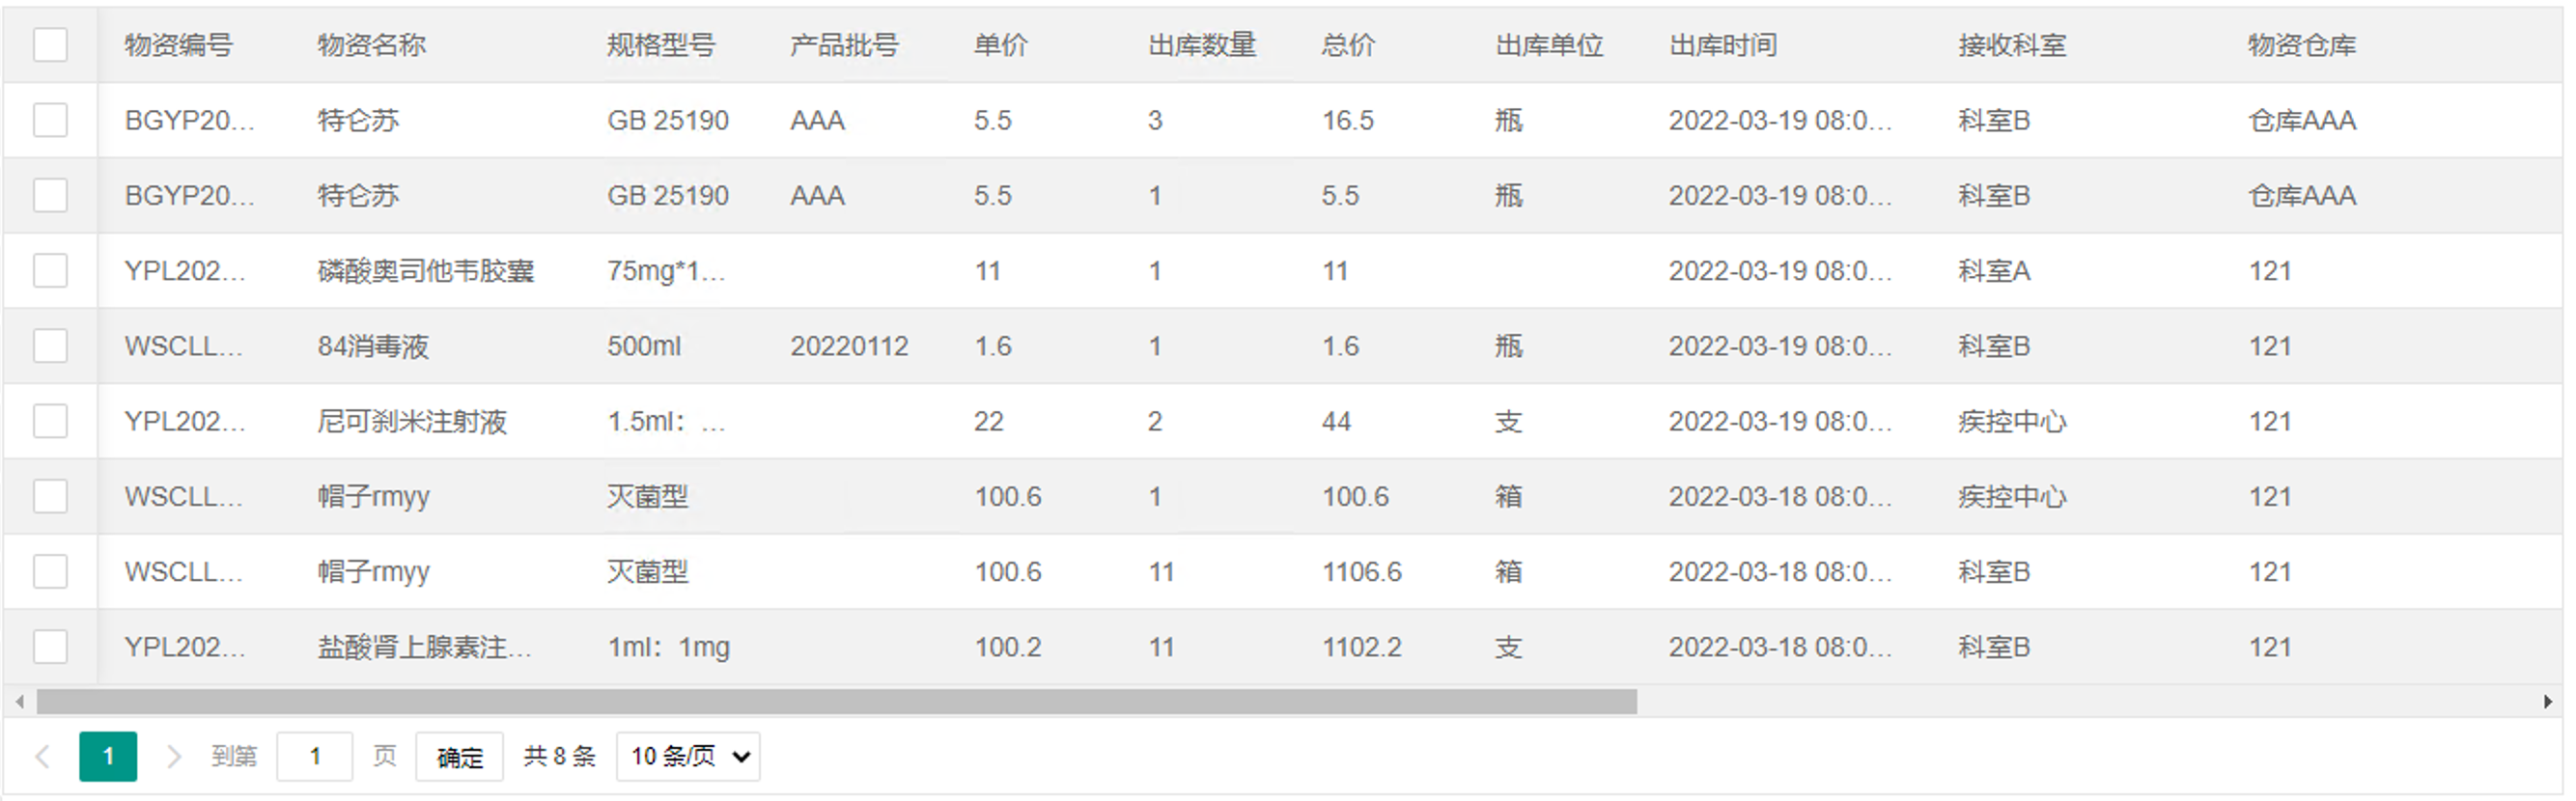 物资编号 物资名称 规格型号 产品批号 单价 出库数量 总价 出库单位 出库时间 接收科室 物资仓库
BGYP20... 特仑苏 GB 25190 AAA 5.5 3 16.5 瓶 2022-03-19 08:0... 科室B 仓库AAA
BGYP20... 特仑苏 GB 25190 AAA 5.5 1 5.5 瓶 2022-03-19 08:0... 科室B 仓库AAA
YPL202... 磷酸奥司他韦胶囊 75mg*1... 11 1 11 2022-03-19 08:0... 科室A 121
WSCLL... 84消毒液 500ml 20220112 1.6 1 1.6 瓶 2022-03-19 08:0... 科室B 121
YPL202... 尼可刹米注射液 1.5ml：... 22 2 44 支 2022-03-19 08:0... 疾控中心 121
WSCLL... 帽子rmyy 灭菌型 100.6 1 100.6 箱 2022-03-18 08:0... 疾控中心 121
WSCLL... 帽子rmyy 灭菌型 100.6 11 1106.6 箱 2022-03-18 08:0... 科室B 121
YPL202... 盐酸肾上腺素注... 1ml：1mg 100.2 11 1102.2 支 2022-03-18 08:0... 科室B 121
1 到第 1 页 确定 共 8 条 10 条/页